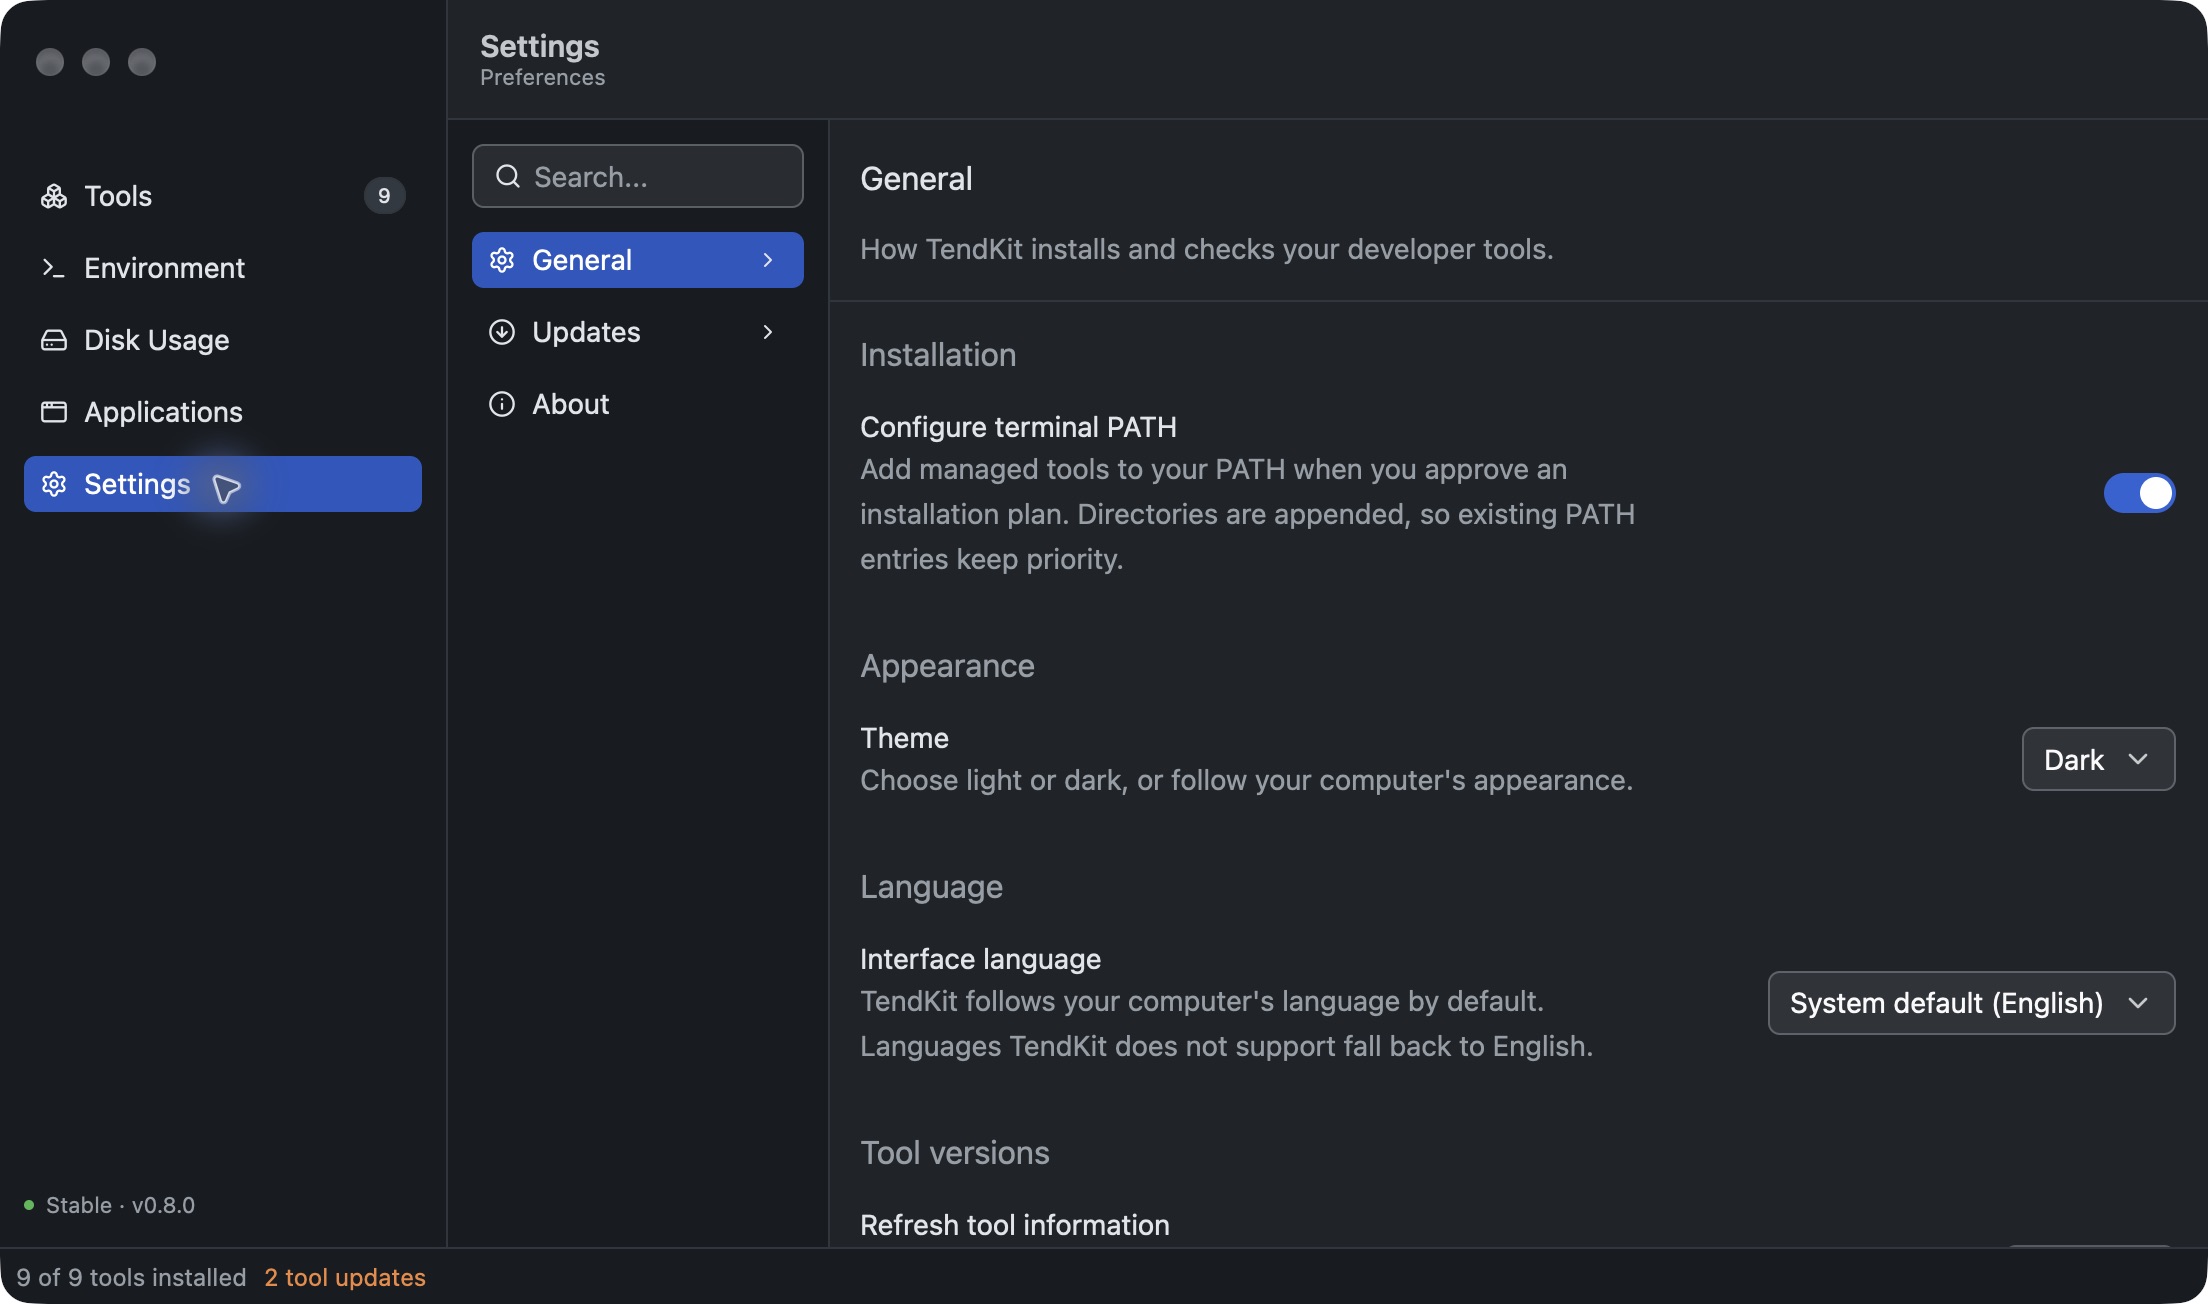 Settings
Preferences
Tools
9
Environment
Disk Usage
Applications
Settings
Stable · v0.8.0
Search...
General
Updates
About
General
How TendKit installs and checks your developer tools.
Installation
Configure terminal PATH
Add managed tools to your PATH when you approve an
installation plan. Directories are appended, so existing PATH
entries keep priority.
Appearance
Theme
Choose light or dark, or follow your computer's appearance.
Dark
Language
Interface language
TendKit follows your computer's language by default.
Languages TendKit does not support fall back to English.
System default (English)
Tool versions
Refresh tool information
9 of 9 tools installed
2 tool updates